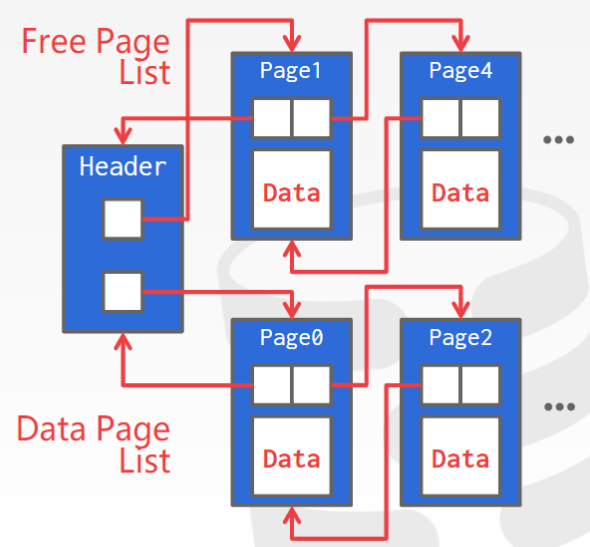 Free Page
List
Page1
Page4
Data
Data
...
Header
Page0
Page2
Data
Data
...
Data Page
List